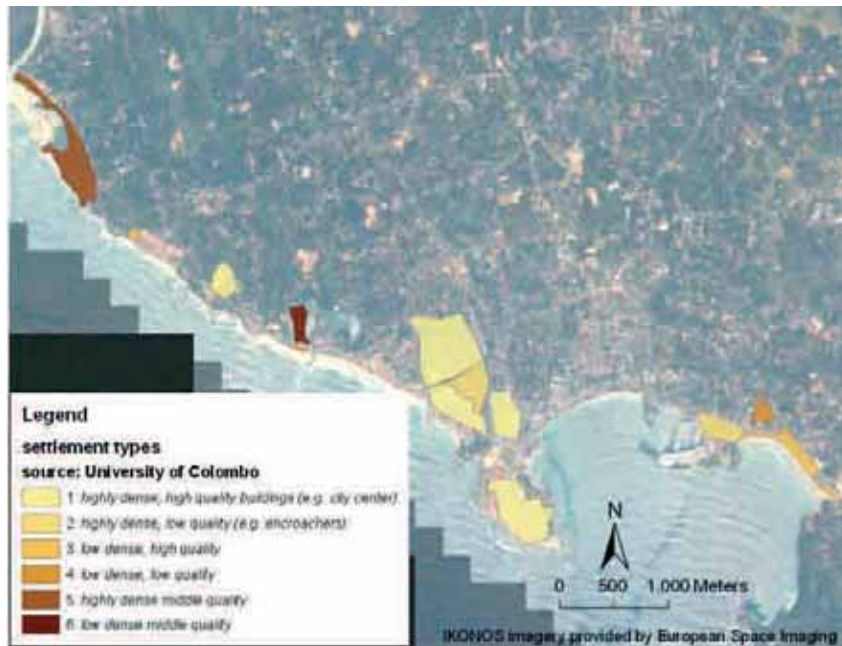 Legend
settlement types
source: University of Colombo
1. highly dense, high quality buildings (e.g. city center)
2. highly dense, low quality (e.g. encroachers)
3. low dense, high quality
4. low dense, low quality
5. highly dense middle quality
6. low dense middle quality
N
0 500 1.000 Meters
IKONOS imagery provided by European Space Imaging